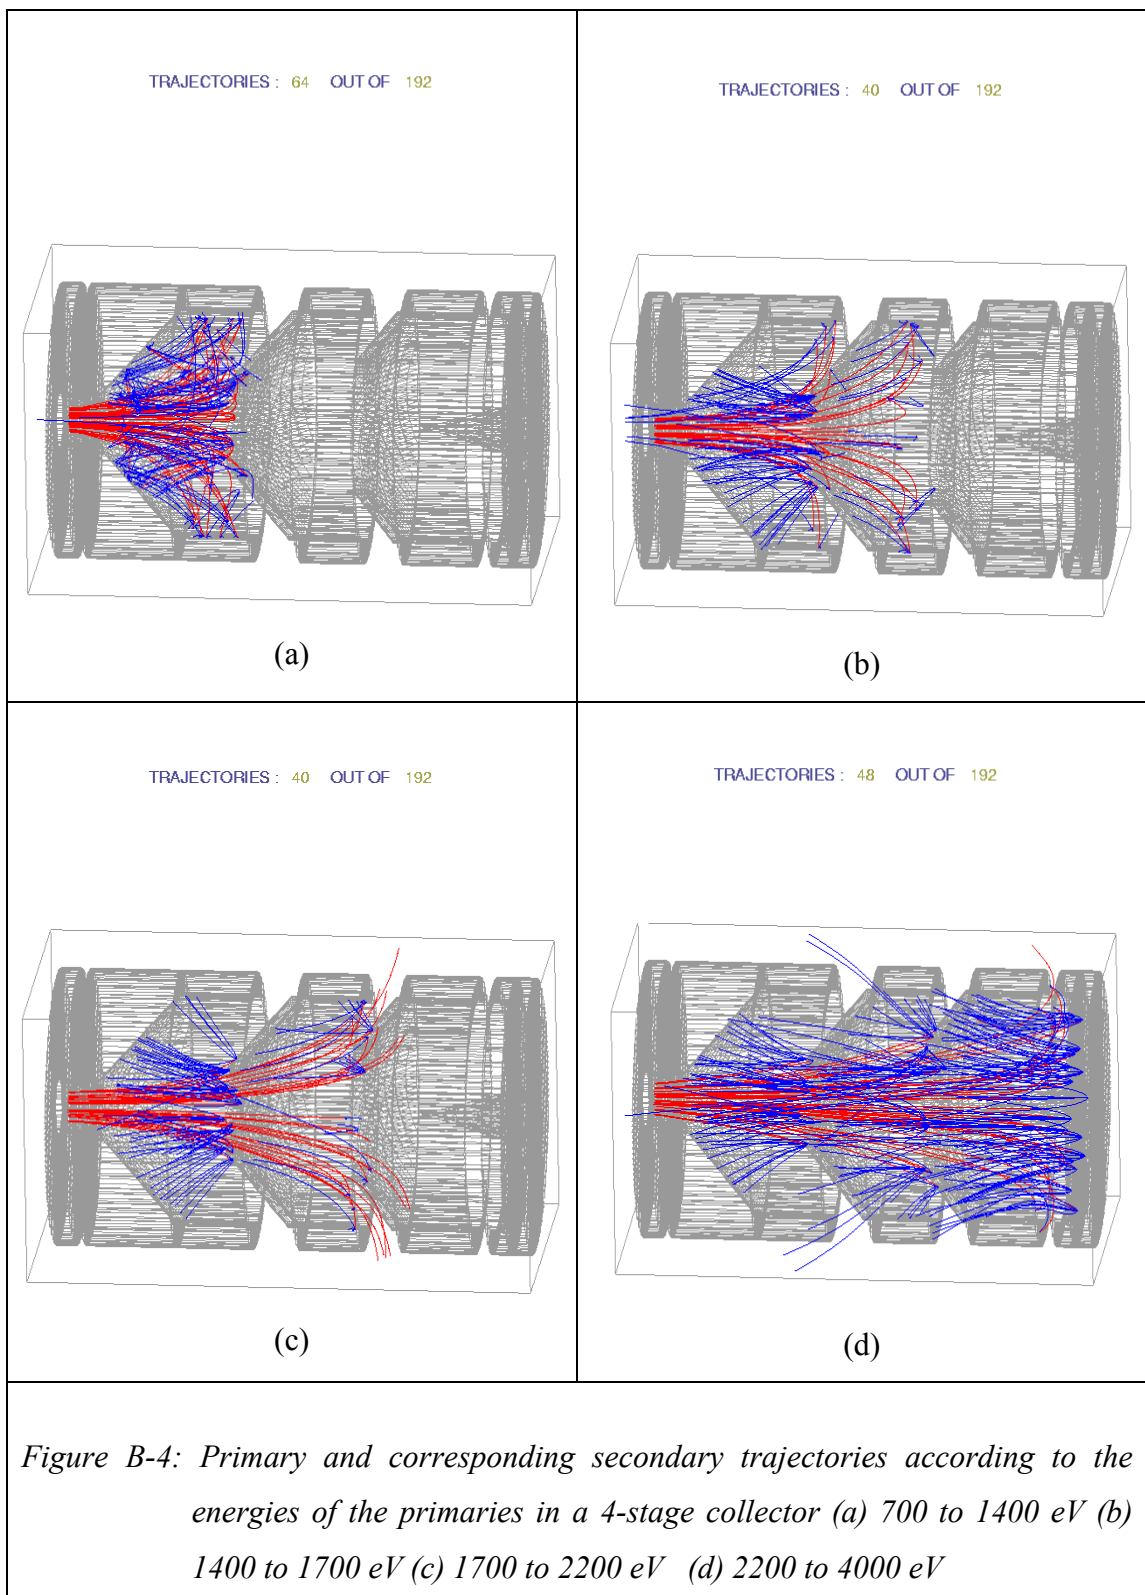 TRAJECTORIES : 64 OUT OF 192
TRAJECTORIES : 40 OUT OF 192
(a)
(b)
TRAJECTORIES : 40 OUT OF 192
TRAJECTORIES : 48 OUT OF 192
(c)
(d)
Figure B-4: Primary and corresponding secondary trajectories according to the
energies of the primaries in a 4-stage collector (a) 700 to 1400 eV (b)
1400 to 1700 eV (c) 1700 to 2200 eV (d) 2200 to 4000 eV